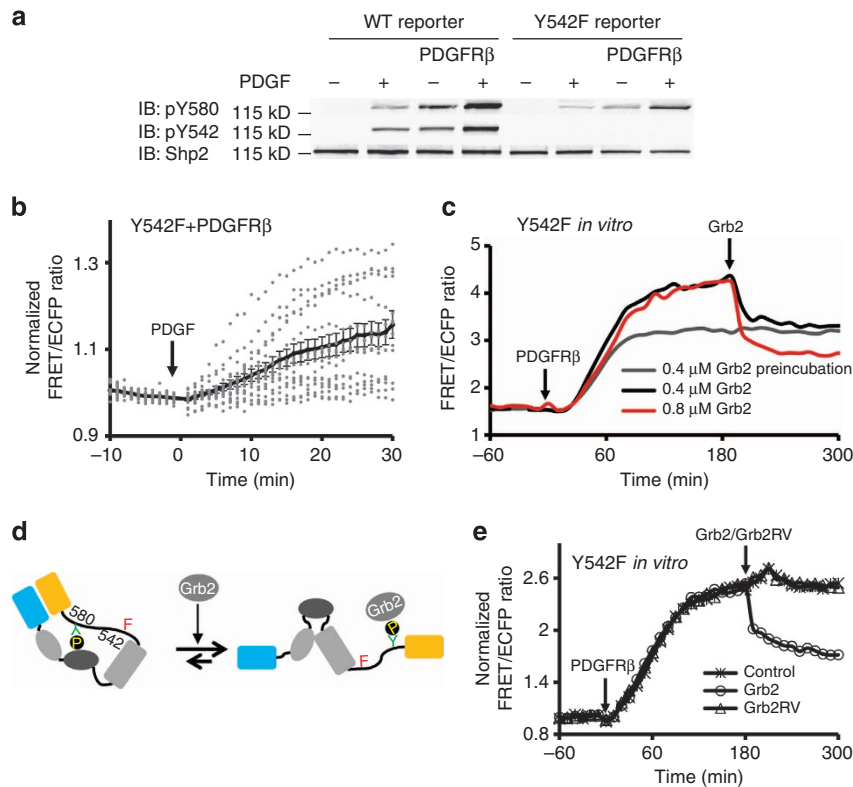 a
WT reporter Y542F reporter
PDGFRβ PDGFRβ
PDGF − + − + − + − +
IB: pY580 115 kD
IB: pY542 115 kD
IB: Shp2 115 kD
b
Y542F+PDGFRβ
Normalized
FRET/ECFP ratio
1.3
1.1
0.9
PDGF
−10 0 10 20 30
Time (min)
c
Y542F in vitro
Grb2
FRET/ECFP ratio
5
4
3
2
1
PDGFRβ
0.4 μM Grb2 preincubation
0.4 μM Grb2
0.8 μM Grb2
−60 60 180 300
Time (min)
d
580
542
F
P
Grb2
Grb2
P
F
e
Grb2/Grb2RV
Y542F in vitro
Normalized
FRET/ECFP ratio
2.6
2
1.4
0.8
PDGFRβ
Control
Grb2
Grb2RV
−60 60 180 300
Time (min)